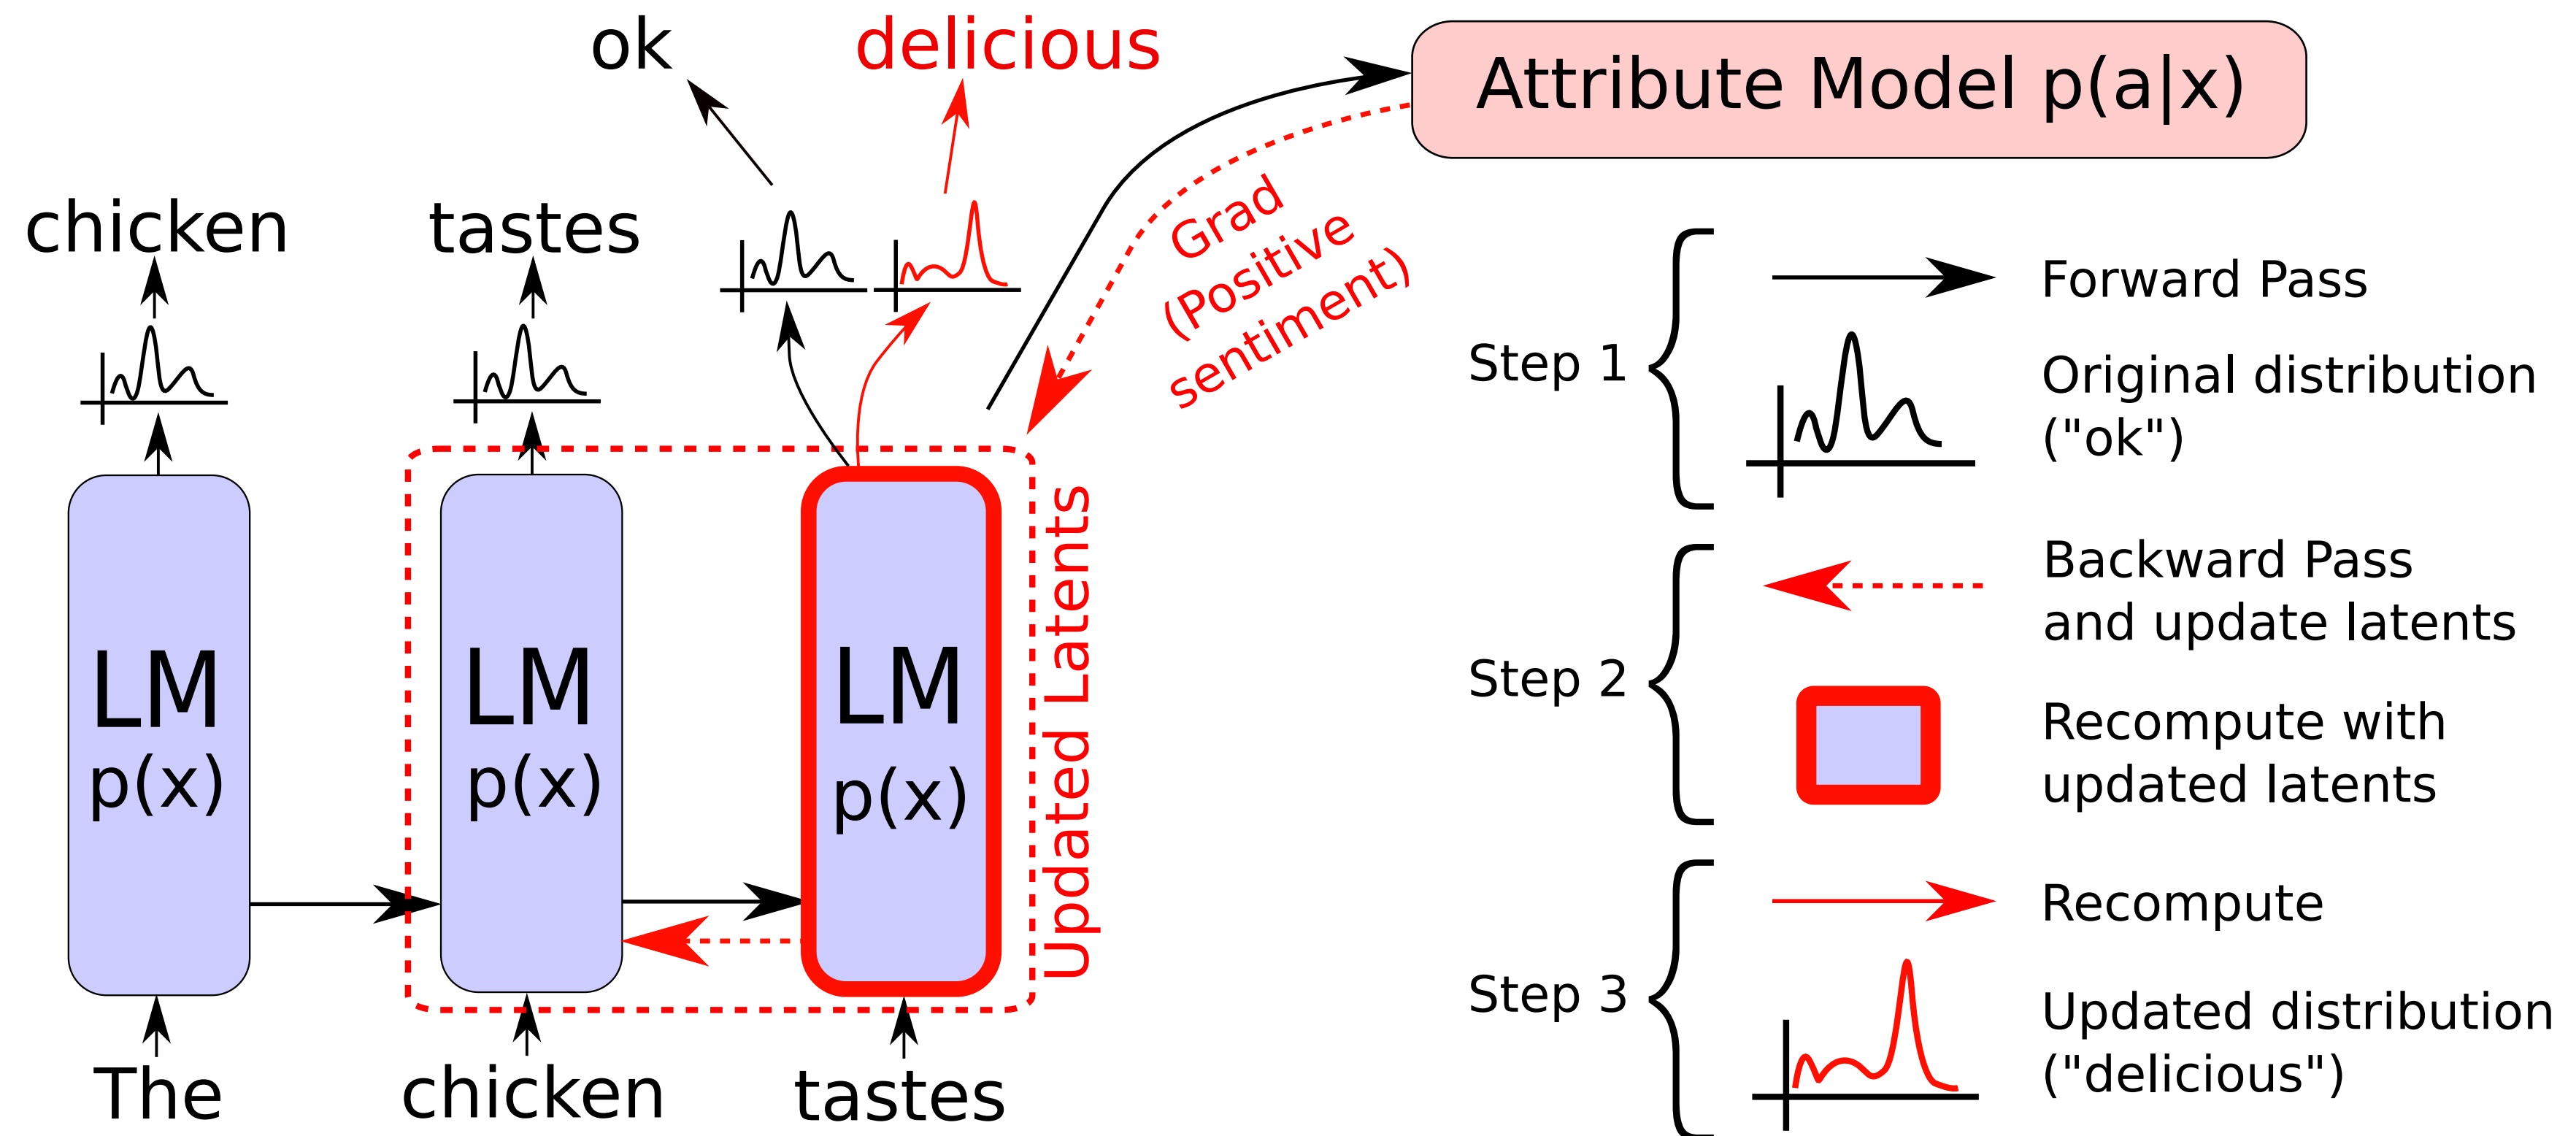 ok
delicious
Attribute Model p(a|x)
chicken
tastes
Grad
(Positive
sentiment)
LM
p(x)
LM
p(x)
LM
p(x)
Updated Latents
The
chicken
tastes
Step 1
Forward Pass
Original distribution
("ok")
Step 2
Backward Pass
and update latents
Recompute with
updated latents
Step 3
Recompute
Updated distribution
("delicious")